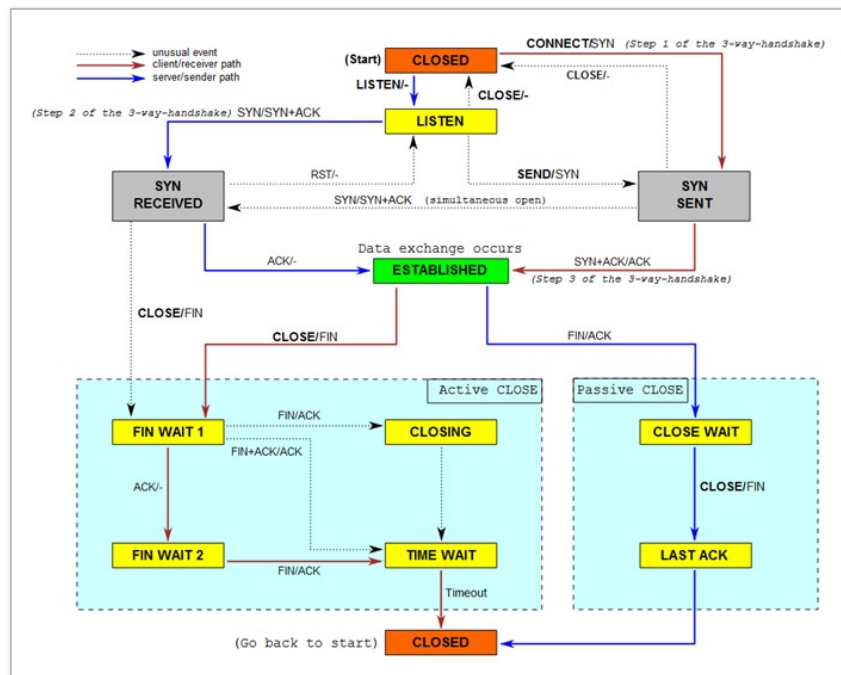 unusual event
client/receiver path
server/sender path
(Start)
CLOSED
CONNECT/SYN (Step 1 of the 3-way-handshake)
CLOSE/-
LISTEN/-
CLOSE/-
(Step 2 of the 3-way-handshake) SYN/SYN+ACK
LISTEN
SYN
RECEIVED
RST/-
SEND/SYN
SYN
SENT
SYN/SYN+ACK (simultaneous open)
Data exchange occurs
ACK/-
ESTABLISHED
SYN+ACK/ACK
(Step 3 of the 3-way-handshake)
CLOSE/FIN
CLOSE/FIN
FIN/ACK
Active CLOSE
Passive CLOSE
FIN WAIT 1
FIN/ACK
CLOSING
CLOSE WAIT
FIN+ACK/ACK
ACK/-
CLOSE/FIN
FIN WAIT 2
FIN/ACK
TIME WAIT
LAST ACK
Timeout
(Go back to start)
CLOSED